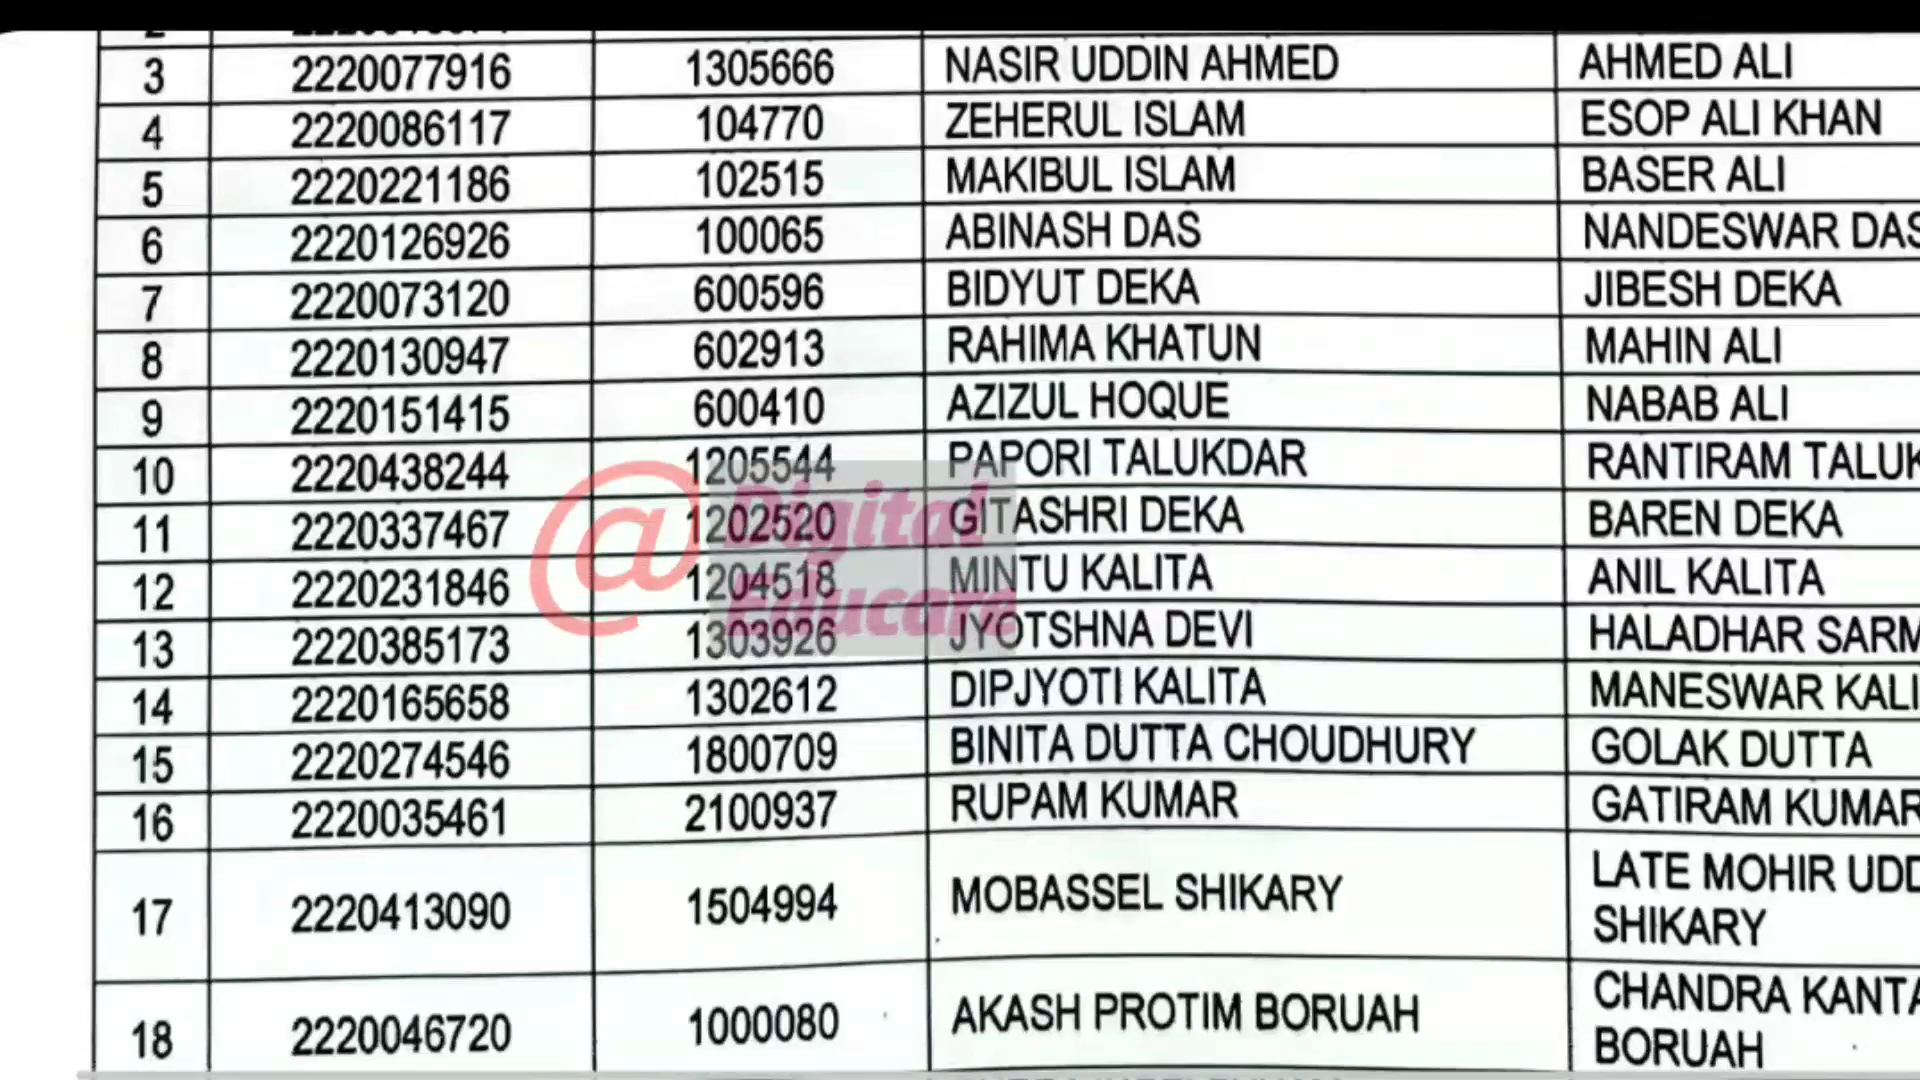 3 2220077916 1305666 NASIR UDDIN AHMED AHMED ALI
4 2220086117 104770 ZEHERUL ISLAM ESOP ALI KHAN
5 2220221186 102515 MAKIBUL ISLAM BASER ALI
6 2220126926 100065 ABINASH DAS NANDESWAR DAS
7 2220073120 600596 BIDYUT DEKA JIBESH DEKA
8 2220130947 602913 RAHIMA KHATUN MAHIN ALI
9 2220151415 600410 AZIZUL HOQUE NABAB ALI
10 2220438244 1205544 PAPORI TALUKDAR RANTIRAM TALUK
11 2220337467 1202520 GITASHRI DEKA BAREN DEKA
12 2220231846 1204518 MINTU KALITA ANIL KALITA
13 2220385173 1303926 JYOTSHNA DEVI HALADHAR SARM
14 2220165658 1302612 DIPJYOTI KALITA MANESWAR KALI
15 2220274546 1800709 BINITA DUTTA CHOUDHURY GOLAK DUTTA
16 2220035461 2100937 RUPAM KUMAR GATIRAM KUMAR
17 2220413090 1504994 MOBASSEL SHIKARY LATE MOHIR UDD
SHIKARY
18 2220046720 1000080 AKASH PROTIM BORUAH CHANDRA KANTA
BORUAH
@Digital
Educare